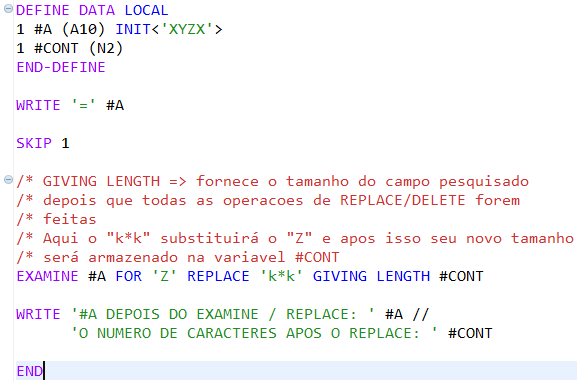 DEFINE DATA LOCAL
1 #A (A10) INIT<'XYZX'>
1 #CONT (N2)
END-DEFINE
WRITE '=' #A
SKIP 1
/* GIVING LENGTH => fornece o tamanho do campo pesquisado
/* depois que todas as operacoes de REPLACE/DELETE forem
/* feitas
/* Aqui o "k*k" substituirá o "Z" e apos isso seu novo tamanho
/* será armazenado na variavel #CONT
EXAMINE #A FOR 'Z' REPLACE 'k*k' GIVING LENGTH #CONT
WRITE '#A DEPOIS DO EXAMINE / REPLACE: ' #A //
'O NUMERO DE CARACTERES APOS O REPLACE: ' #CONT
END